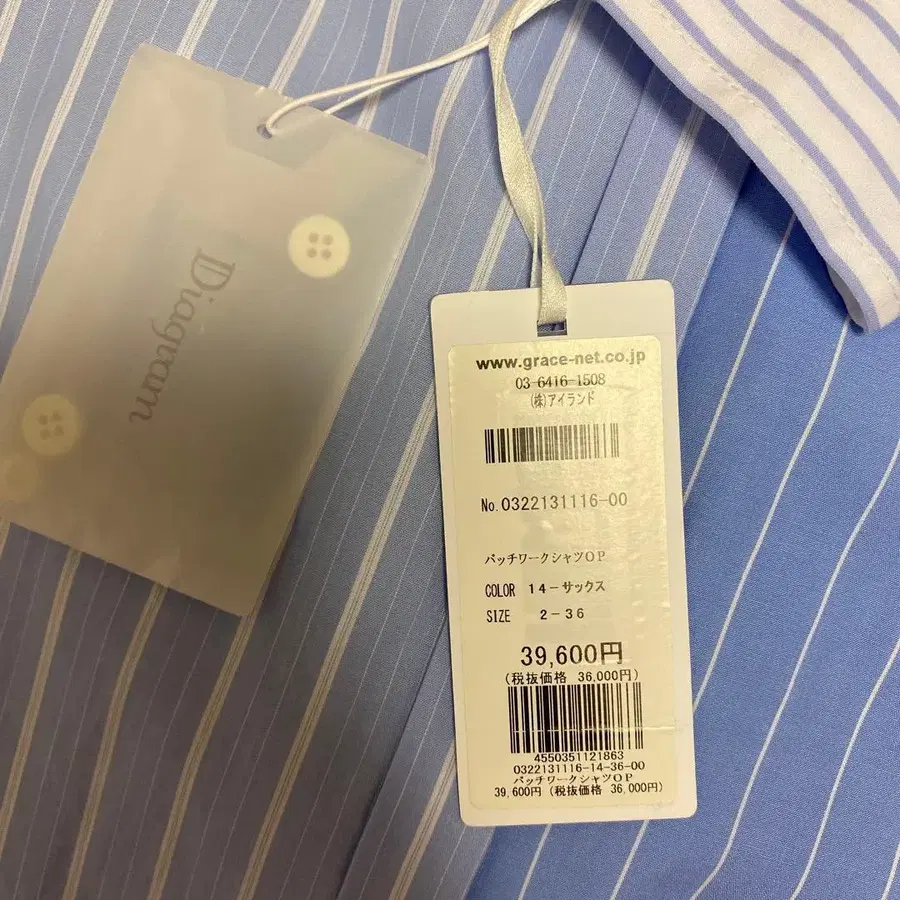 Diagram
www.grace-net.co.jp
03-6416-1508
(株)アイランド
No. 0322131116-00
パッチワークシャツOP
COLOR 14-サックス
SIZE 2-36
39,600円
(税抜価格 36,000円)
4550351121863
0322131116-14-36-00
パッチワークシャツOP
39,600円 (税抜価格 36,000円)